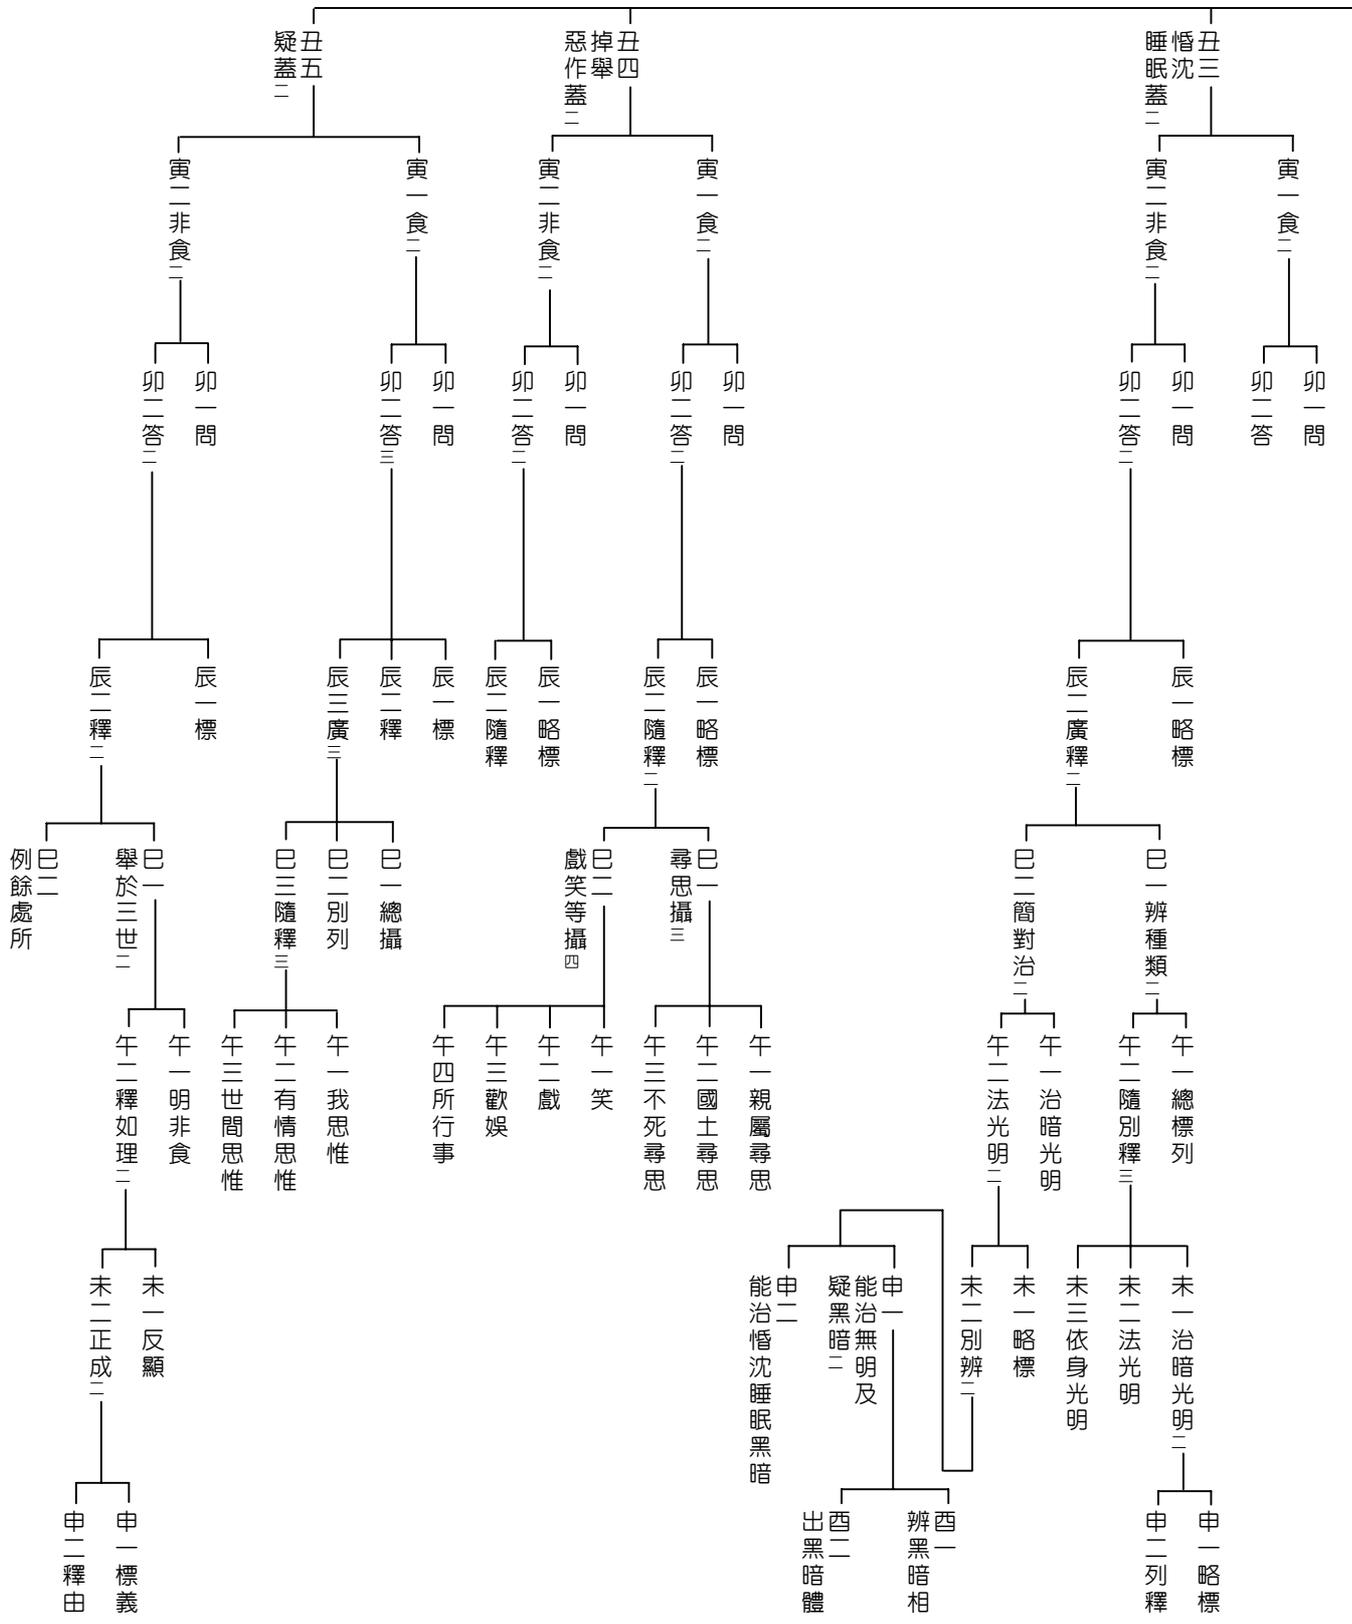 丑三
惛沈
睡眠蓋二
丑四
掉舉
惡作蓋二
丑五
疑蓋二
寅一食二
寅二非食二
寅一食二
寅二非食二
寅一食二
寅二非食二
卯一問
卯二答
卯一問
卯二答二
卯一問
卯二答二
卯一問
卯二答二
卯一問
卯二答三
卯一問
卯二答二
辰一略標
辰二廣釋二
辰一略標
辰二隨釋二
辰一略標
辰二隨釋
辰一標
辰二釋
辰三廣三
辰一標
辰二釋二
巳一辨種類二
巳二簡對治二
巳一
尋思攝三
巳二
戲笑等攝四
巳一總攝
巳二別列
巳三隨釋三
巳一
舉於三世二
巳二
例餘處所
午一總標列
午二隨別釋三
午一治暗光明
午二法光明二
午一親屬尋思
午二國土尋思
午三不死尋思
午一笑
午二戲
午三歡娛
午四所行事
午一我思惟
午二有情思惟
午三世間思惟
午一明非食
午二釋如理二
未一治暗光明二
未二法光明
未三依身光明
未一略標
未二別辨二
申一
能治無明及
疑黑暗二
申二
能治惛沈睡眠黑暗
未一反顯
未二正成二
申一略標
申二列釋
酉一
辨黑暗相
酉二
出黑暗體
申一標義
申二釋由